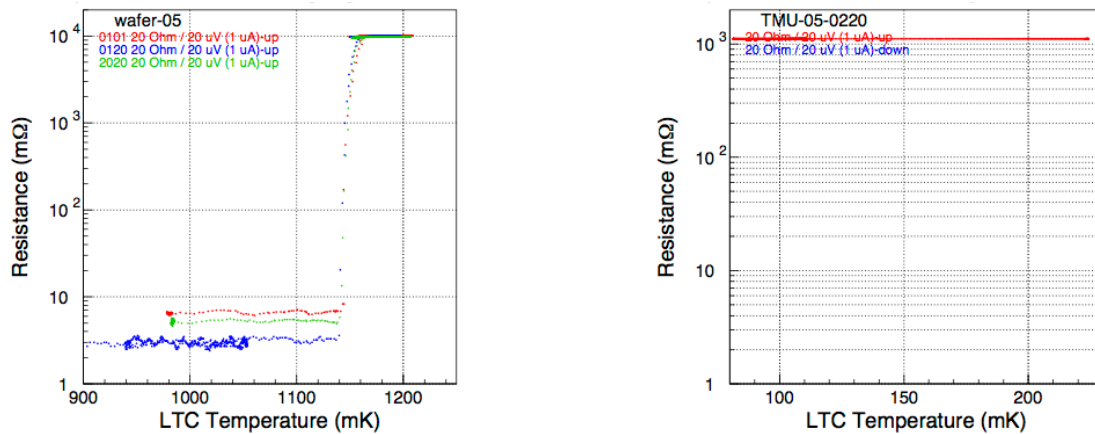 wafer-05
0101 20 Ohm / 20 uV (1 uA)-up
0120 20 Ohm / 20 uV (1 uA)-up
2020 20 Ohm / 20 uV (1 uA)-up
Resistance (mΩ)
10⁴
10³
10²
10
1
900 1000 1100 1200
LTC Temperature (mK)
TMU-05-0220
20 Ohm / 20 uV (1 uA)-up
20 Ohm / 20 uV (1 uA)-down
Resistance (mΩ)
10³
10²
10
1
100 150 200
LTC Temperature (mK)